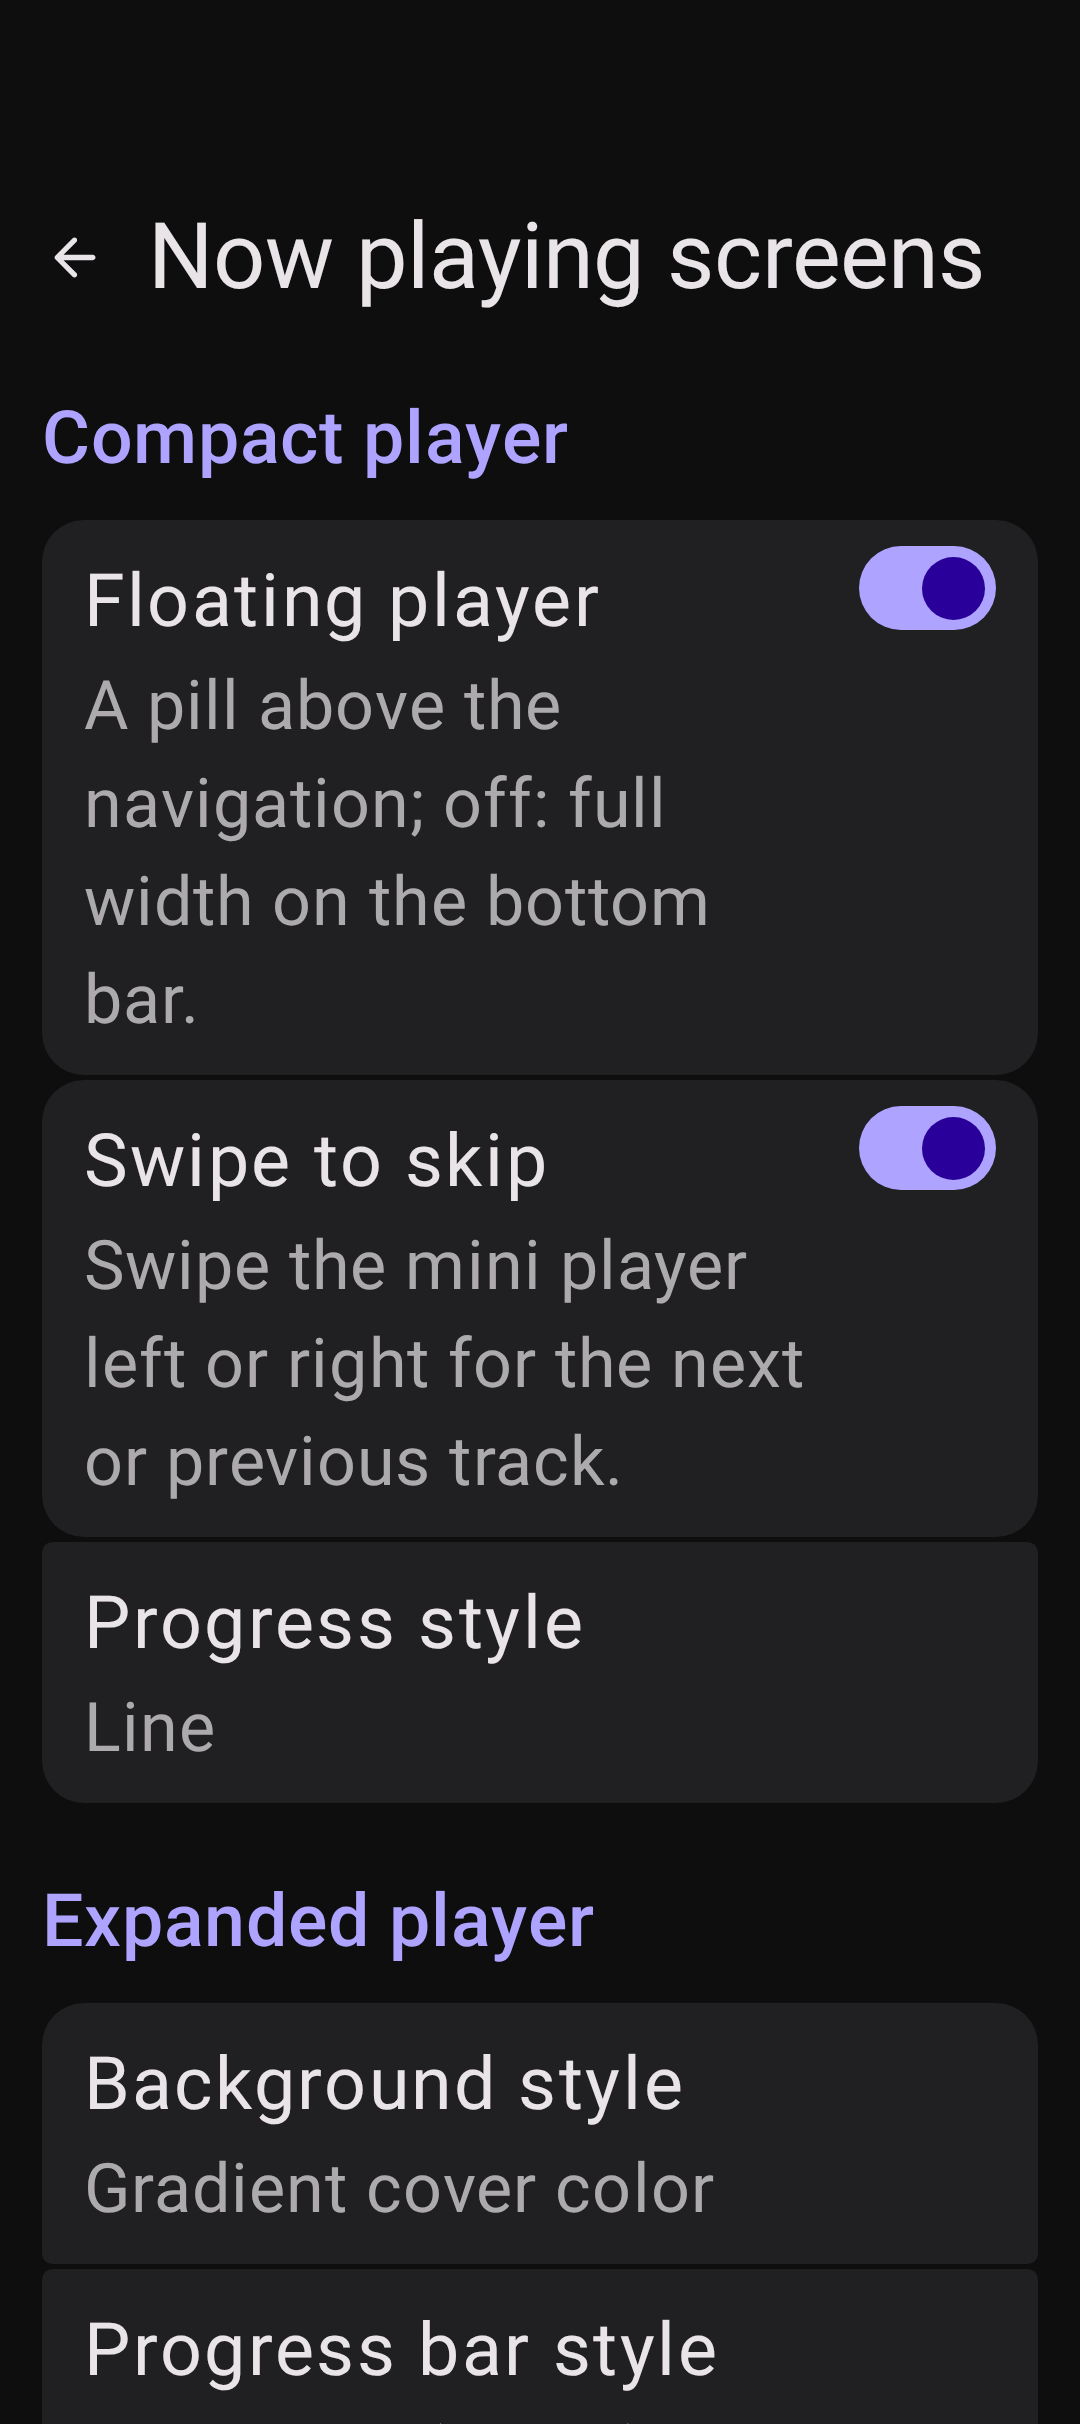 Now playing screens
Compact player
Floating player
A pill above the
navigation; off: full
width on the bottom
bar.
Swipe to skip
Swipe the mini player
left or right for the next
or previous track.
Progress style
Line
Expanded player
Background style
Gradient cover color
Progress bar style